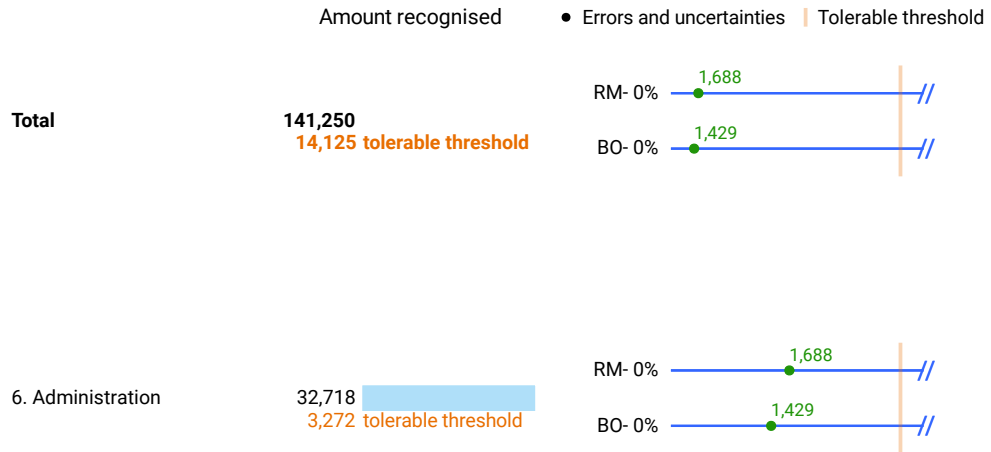 Amount recognised
Errors and uncertainties
Tolerable threshold
1,688
RM- 0%
Total
141,250
14,125 tolerable threshold
1,429
BO- 0%
1,688
RM- 0%
6. Administration
32,718
3,272 tolerable threshold
1,429
BO- 0%